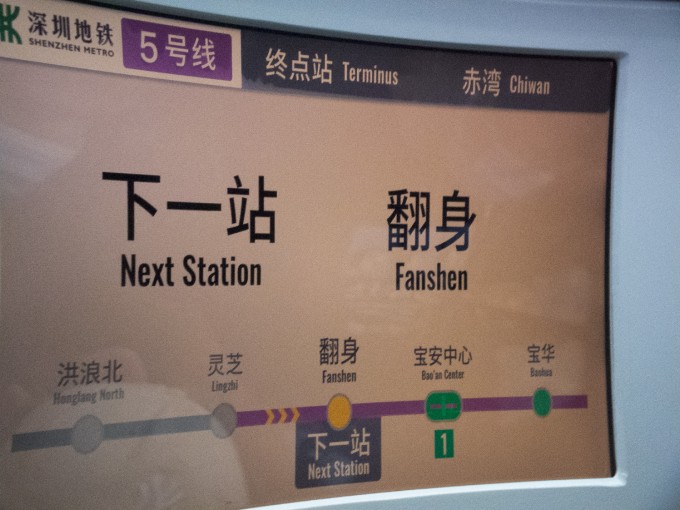 深圳地铁
SHENZHEN METRO
5号线
终点站 Terminus
赤湾 Chiwan
下一站
Next Station
翻身
Fanshen
洪浪北
Honglang North
灵芝
Lingzhi
翻身
Fanshen
宝安中心
Bao'an Center
宝华
Baohua
下一站
Next Station
1